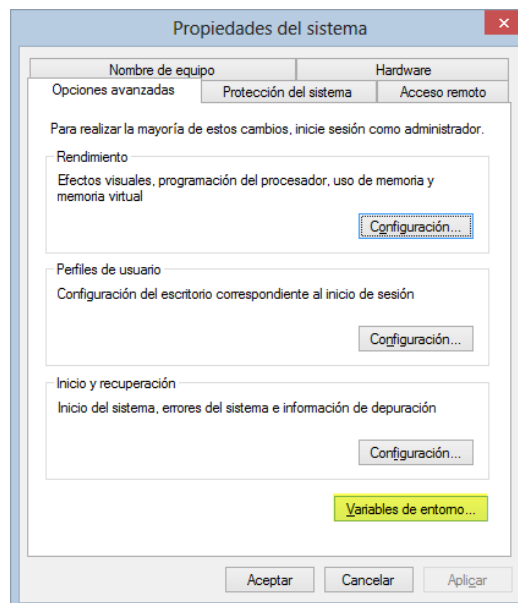 Propiedades del sistema
Nombre de equipo
Hardware
Opciones avanzadas
Protección del sistema
Acceso remoto
Para realizar la mayoría de estos cambios, inicie sesión como administrador.
Rendimiento
Efectos visuales, programación del procesador, uso de memoria y
memoria virtual
Configuración...
Perfiles de usuario
Configuración del escritorio correspondiente al inicio de sesión
Configuración...
Inicio y recuperación
Inicio del sistema, errores del sistema e información de depuración
Configuración...
Variables de entorno...
Aceptar
Cancelar
Aplicar